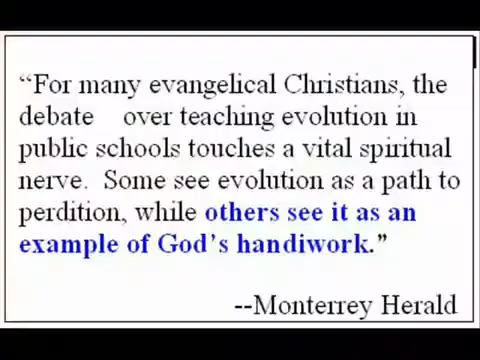 “For many evangelical Christians, the
debate    over teaching evolution in
public schools touches a vital spiritual
nerve.  Some see evolution as a path to
perdition, while others see it as an
example of God’s handiwork.”
--Monterrey Herald